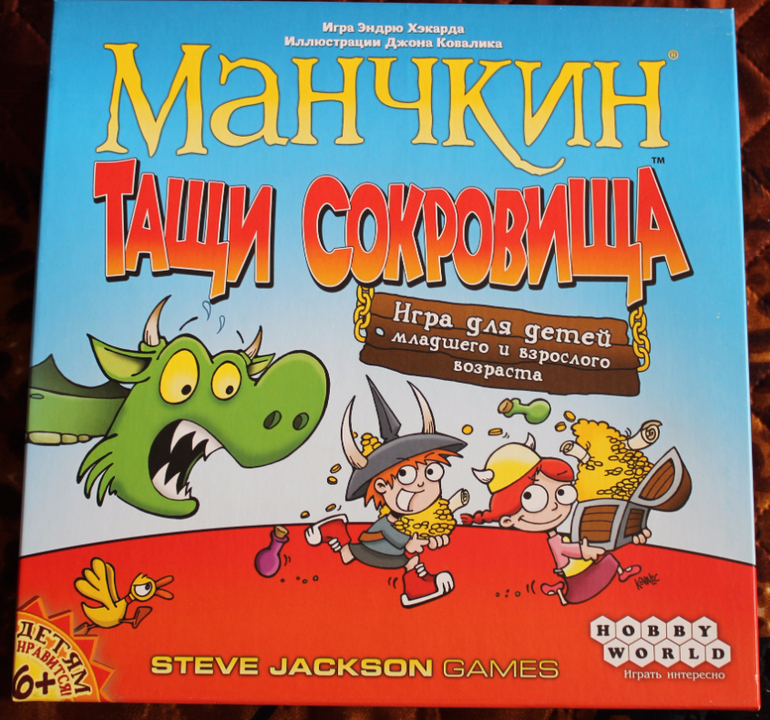 Игра Эндрю Хэкарда
Иллюстрации Джона Ковалика
МАНЧКИН®
ТАЩИ СОКРОВИЩА™
Игра для детей
младшего и взрослого
возраста
ДЕТЯМ
НРАВИТСЯ!
6+
STEVE JACKSON GAMES
HOBBY
WORLD
Играть интересно